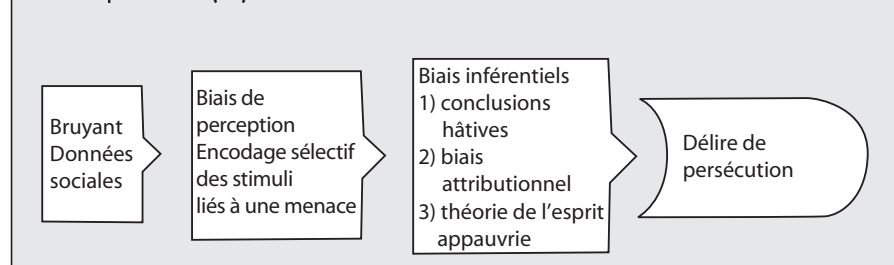 Bruyant
Données
sociales
Biais de
perception
Encodage sélectif
des stimuli
liés à une menace
Biais inférentiels
1) conclusions
hâtives
2) biais
attributionnel
3) théorie de l'esprit
appauvrie
Délire de
persécution